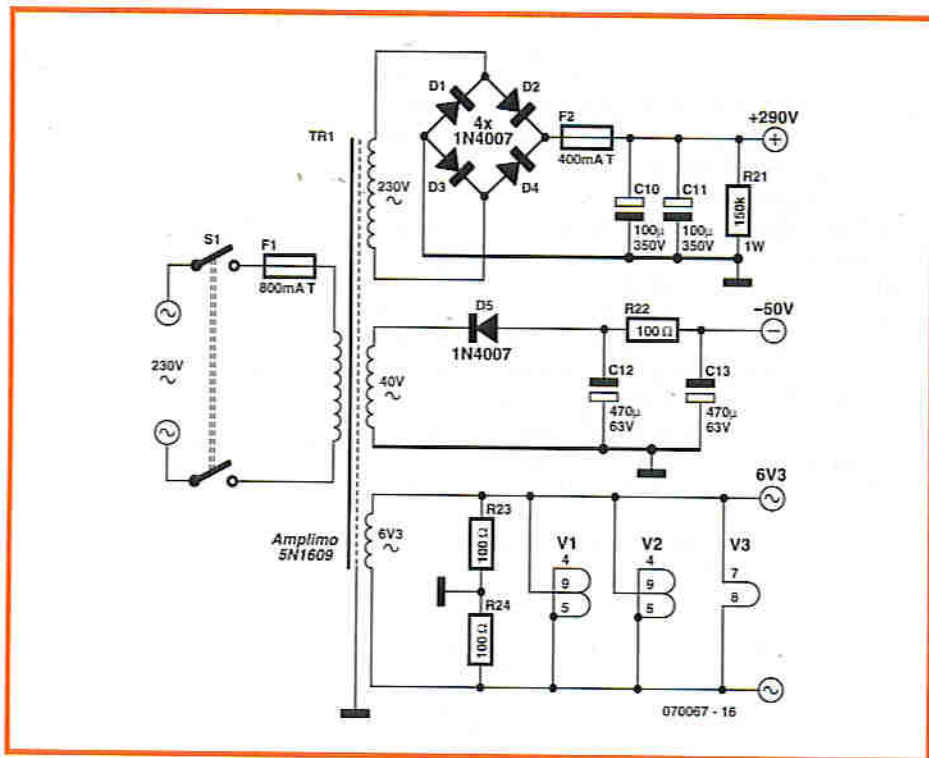 TR1
D1
D2
4x
1N4007
D3
D4
230V
F2
400mA T
+290V
C10
100µ
350V
C11
100µ
350V
R21
150k
1W
S1
F1
800mA T
230V
D5
1N4007
40V
R22
100Ω
−50V
C12
470µ
63V
C13
470µ
63V
Amplimo
5N1609
6V3
R23
100Ω
R24
100Ω
V1
4
9
5
V2
4
9
5
V3
7
8
6V3
070067 - 16